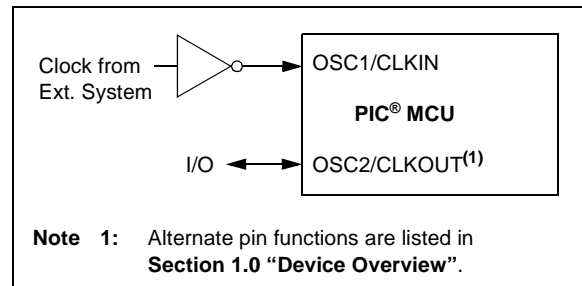 Clock from
Ext. System
OSC1/CLKIN
PIC® MCU
I/O
OSC2/CLKOUT(1)
Note 1: Alternate pin functions are listed in
Section 1.0 “Device Overview”.